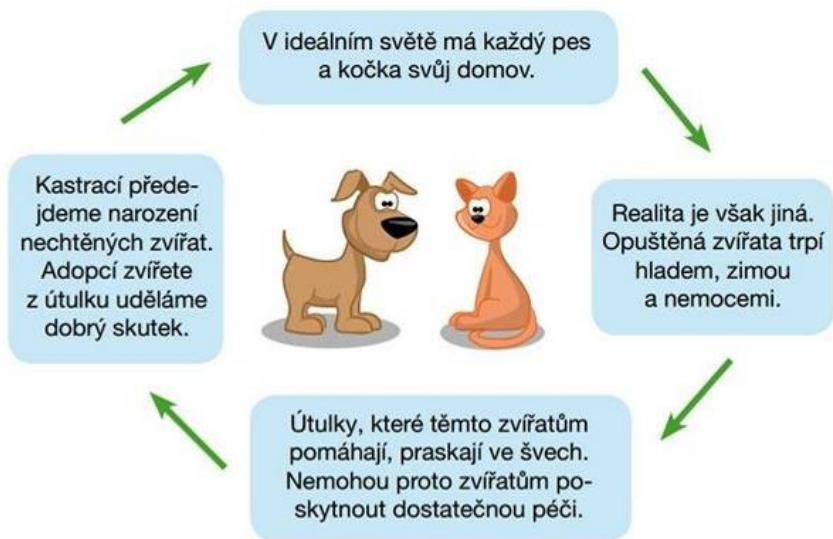 V ideálním světě má každý pes
a kočka svůj domov.
Realita je však jiná.
Opuštěná zvířata trpí
hladem, zimou
a nemocemi.
Útulky, které těmto zvířatům
pomáhají, praskají ve švech.
Nemohou proto zvířatům po-
skytnout dostatečnou péči.
Kastrací přede-
jdeme narození
nechtěných zvířat.
Adopcí zvířete
z útulku uděláme
dobrý skutek.